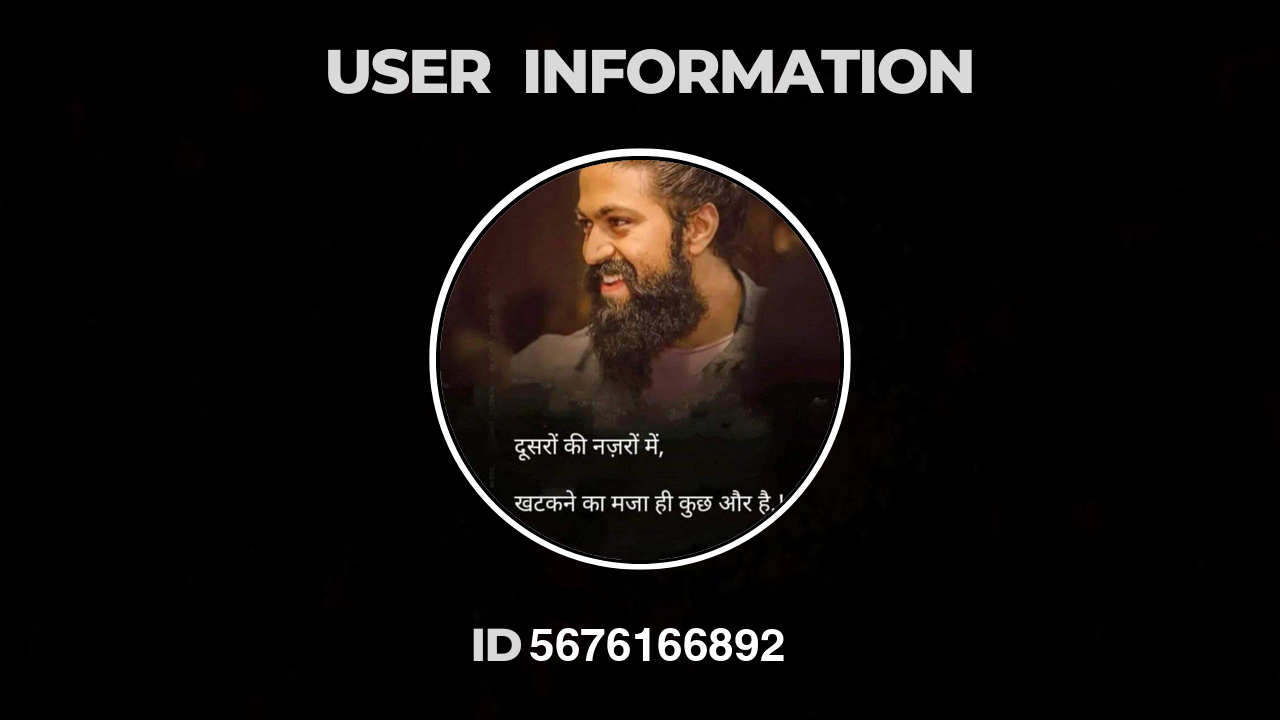 USER INFORMATION
दूसरों की नज़रों में,
खटकने का मजा ही कुछ और है.!
ID 5676166892